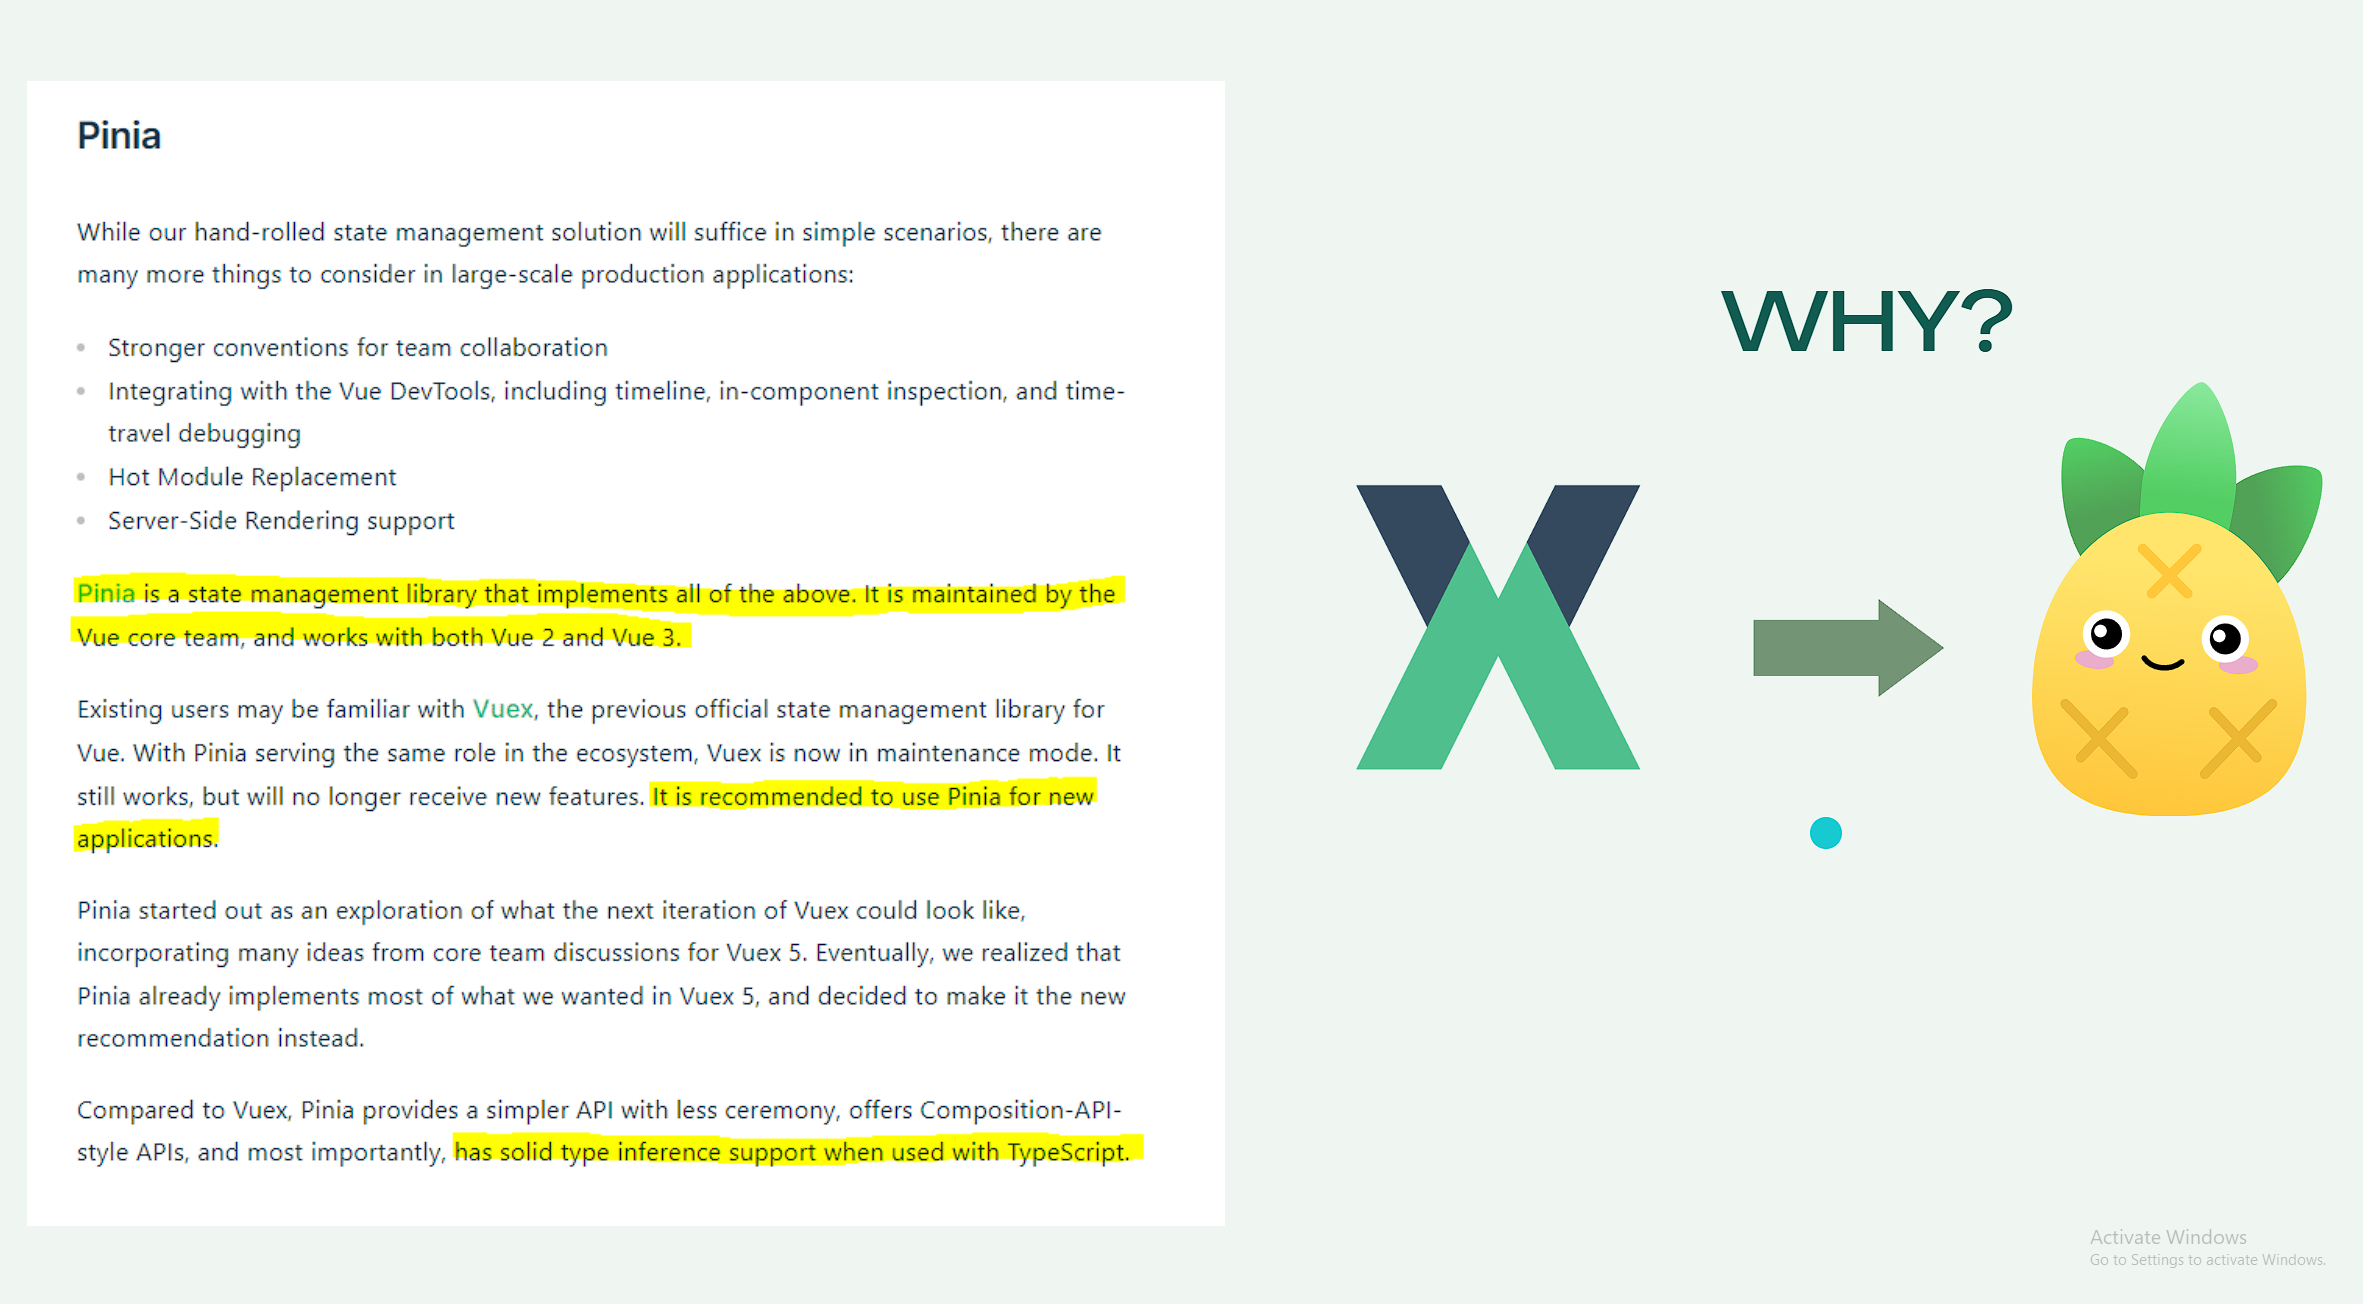 Pinia
While our hand-rolled state management solution will suffice in simple scenarios, there are
many more things to consider in large-scale production applications:
• Stronger conventions for team collaboration
• Integrating with the Vue DevTools, including timeline, in-component inspection, and time-
travel debugging
• Hot Module Replacement
• Server-Side Rendering support
Pinia is a state management library that implements all of the above. It is maintained by the
Vue core team, and works with both Vue 2 and Vue 3.
Existing users may be familiar with Vuex, the previous official state management library for
Vue. With Pinia serving the same role in the ecosystem, Vuex is now in maintenance mode. It
still works, but will no longer receive new features. It is recommended to use Pinia for new
applications.
Pinia started out as an exploration of what the next iteration of Vuex could look like,
incorporating many ideas from core team discussions for Vuex 5. Eventually, we realized that
Pinia already implements most of what we wanted in Vuex 5, and decided to make it the new
recommendation instead.
Compared to Vuex, Pinia provides a simpler API with less ceremony, offers Composition-API-
style APIs, and most importantly, has solid type inference support when used with TypeScript.
WHY?
Activate Windows
Go to Settings to activate Windows.